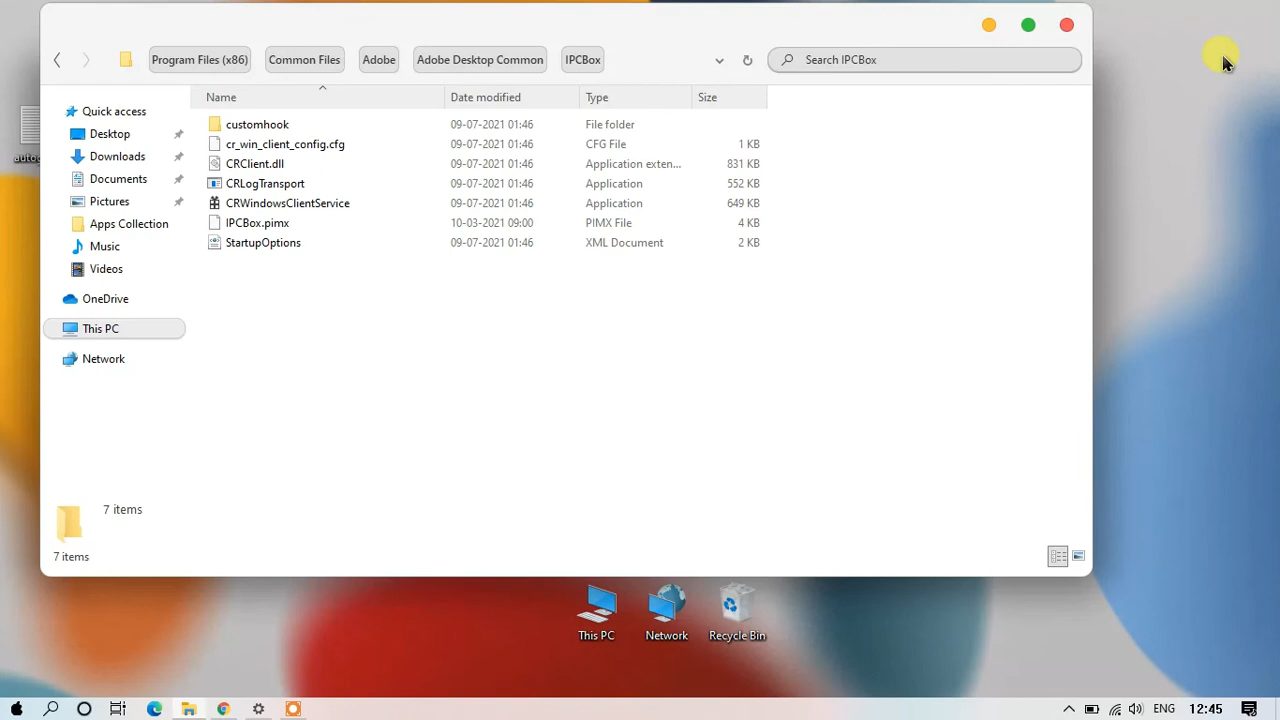 Program Files (x86) Common Files Adobe Adobe Desktop Common IPCBox Search IPCBox
Name Date modified Type Size
Quick access
Desktop
Downloads
Documents
Pictures
Apps Collection
Music
Videos
OneDrive
This PC
Network
customhook 09-07-2021 01:46 File folder
cr_win_client_config.cfg 09-07-2021 01:46 CFG File 1 KB
CRClient.dll 09-07-2021 01:46 Application exten... 831 KB
CRLogTransport 09-07-2021 01:46 Application 552 KB
CRWindowsClientService 09-07-2021 01:46 Application 649 KB
IPCBox.pimx 10-03-2021 09:00 PIMX File 4 KB
StartupOptions 09-07-2021 01:46 XML Document 2 KB
7 items
7 items
This PC Network Recycle Bin
ENG 12:45